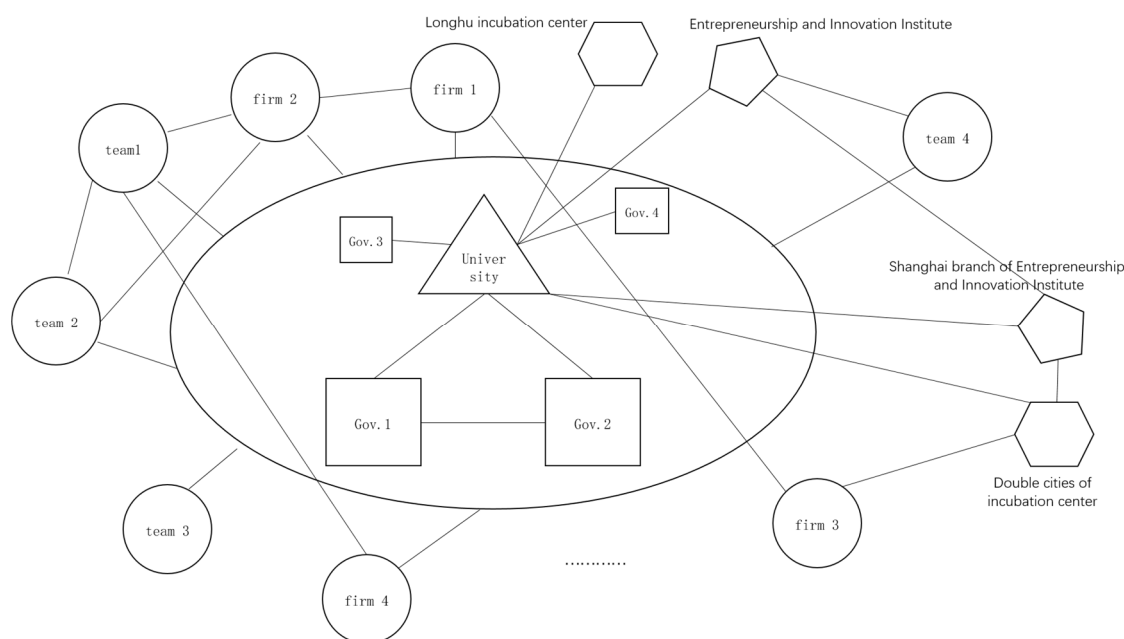 Longhu incubation center
Entrepreneurship and Innovation Institute
firm 2
firm 1
team1
team 4
Gov.3
Gov.4
Univer
sity
Shanghai branch of Entrepreneurship
and Innovation Institute
team 2
Gov.1
Gov.2
Double cities of
incubation center
team 3
firm 3
............
firm 4